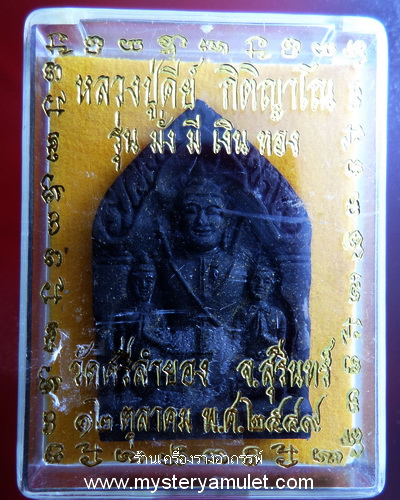 หลวงปู่ดีย์ กิติญาโณ
รุ่น มั่ง มี เงิน ทอง
วัดศรีลำยอง จ.สุรินทร์
๑๒ ตุลาคม พ.ศ.๒๕๔๙
ร้านเครื่องรางอาถรรพ์
www.mysteryamulet.com